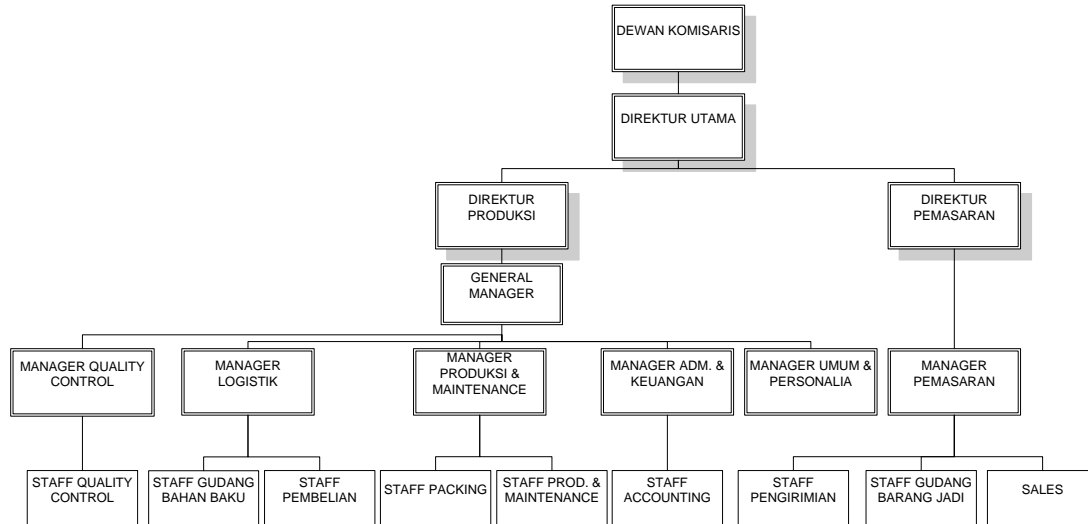 DEWAN KOMISARIS
DIREKTUR UTAMA
DIREKTUR
PRODUKSI
DIREKTUR
PEMASARAN
GENERAL
MANAGER
MANAGER QUALITY
CONTROL
MANAGER
LOGISTIK
MANAGER
PRODUKSI &
MAINTENANCE
MANAGER ADM. &
KEUANGAN
MANAGER UMUM &
PERSONALIA
MANAGER
PEMASARAN
STAFF QUALITY
CONTROL
STAFF GUDANG
BAHAN BAKU
STAFF
PEMBELIAN
STAFF PACKING
STAFF PROD. &
MAINTENANCE
STAFF
ACCOUNTING
STAFF
PENGIRIMIAN
STAFF GUDANG
BARANG JADI
SALES